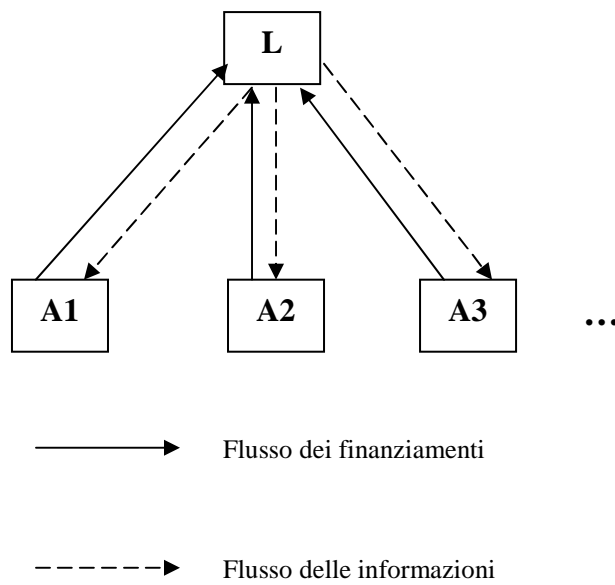 L
A1 A2 A3 ...
Flusso dei finanziamenti
Flusso delle informazioni